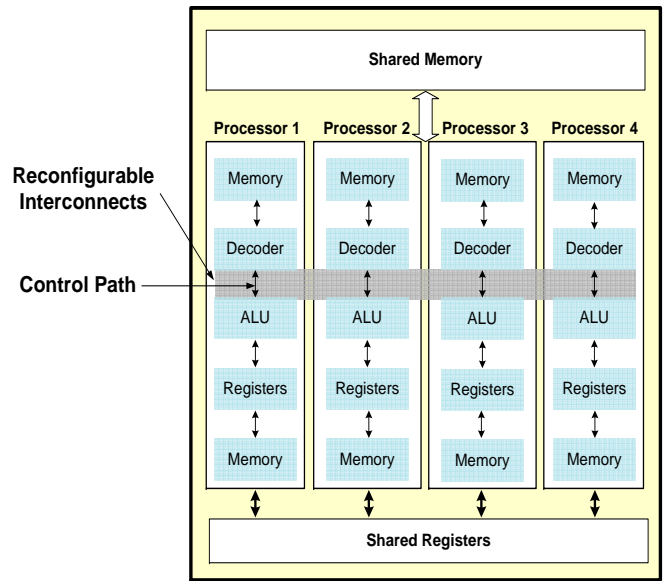 Shared Memory
Processor 1 Processor 2 Processor 3 Processor 4
Reconfigurable
Interconnects
Control Path
Memory Memory Memory Memory
Decoder Decoder Decoder Decoder
ALU ALU ALU ALU
Registers Registers Registers Registers
Memory Memory Memory Memory
Shared Registers